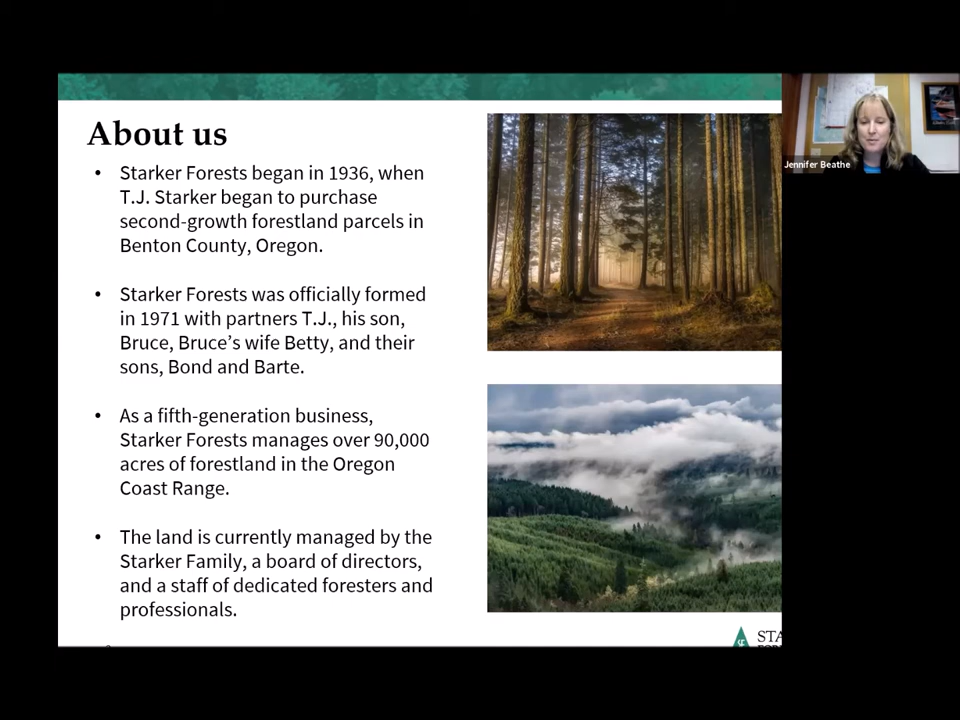 About us
• Starker Forests began in 1936, when
T.J. Starker began to purchase
second-growth forestland parcels in
Benton County, Oregon.
• Starker Forests was officially formed
in 1971 with partners T.J., his son,
Bruce, Bruce’s wife Betty, and their
sons, Bond and Barte.
• As a fifth-generation business,
Starker Forests manages over 90,000
acres of forestland in the Oregon
Coast Range.
• The land is currently managed by the
Starker Family, a board of directors,
and a staff of dedicated foresters and
professionals.
Jennifer Beathe
STA